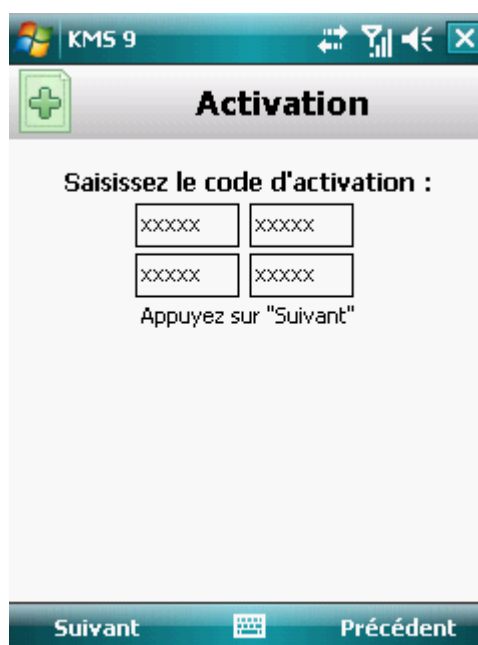 KMS 9
Activation
Saisissez le code d'activation :
xxxxx xxxxx
xxxxx xxxxx
Appuyez sur "Suivant"
Suivant Précédent